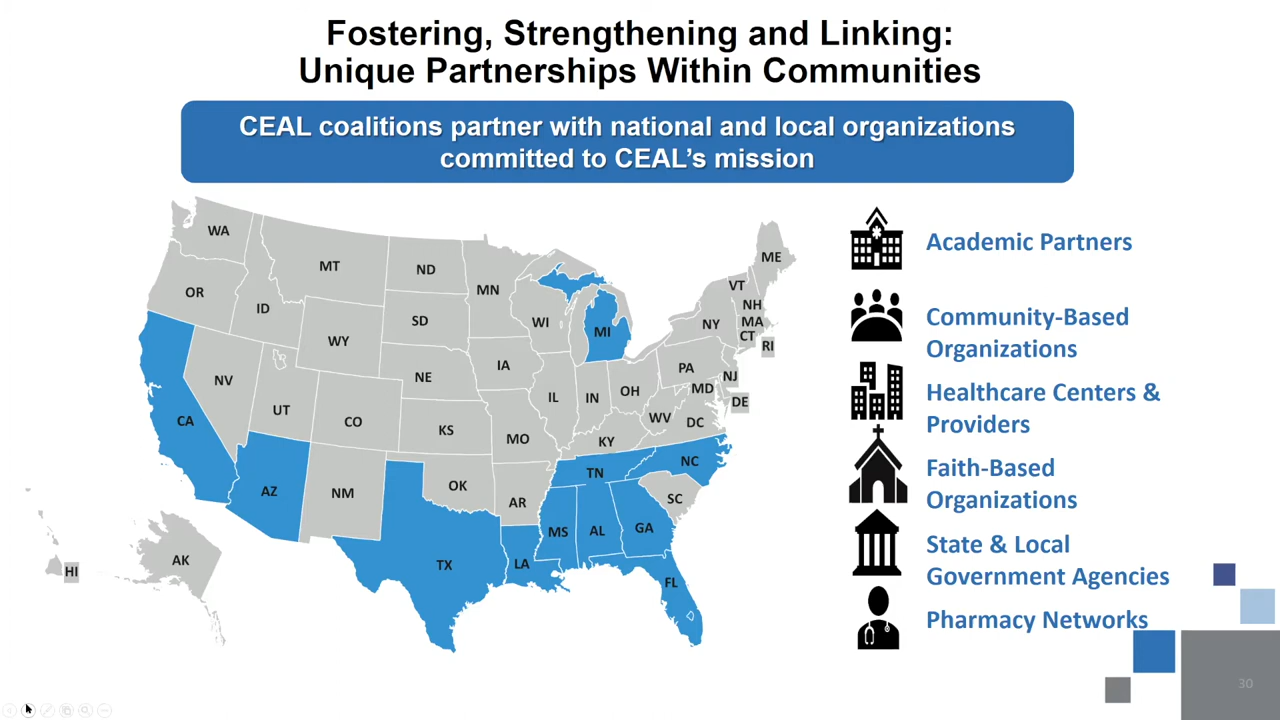 Fostering, Strengthening and Linking:
Unique Partnerships Within Communities
CEAL coalitions partner with national and local organizations
committed to CEAL's mission
WA
OR
CA
ID
NV
AZ
MT
WY
UT
CO
NM
ND
SD
NE
KS
OK
TX
MN
IA
MO
AR
LA
WI
IL
IN
MI
OH
KY
TN
MS
AL
GA
FL
SC
NC
WV
DC
MD
DE
PA
NJ
NY
CT
RI
MA
NH
VT
ME
AK
HI
Academic Partners
Community-Based
Organizations
Healthcare Centers &
Providers
Faith-Based
Organizations
State & Local
Government Agencies
Pharmacy Networks
30